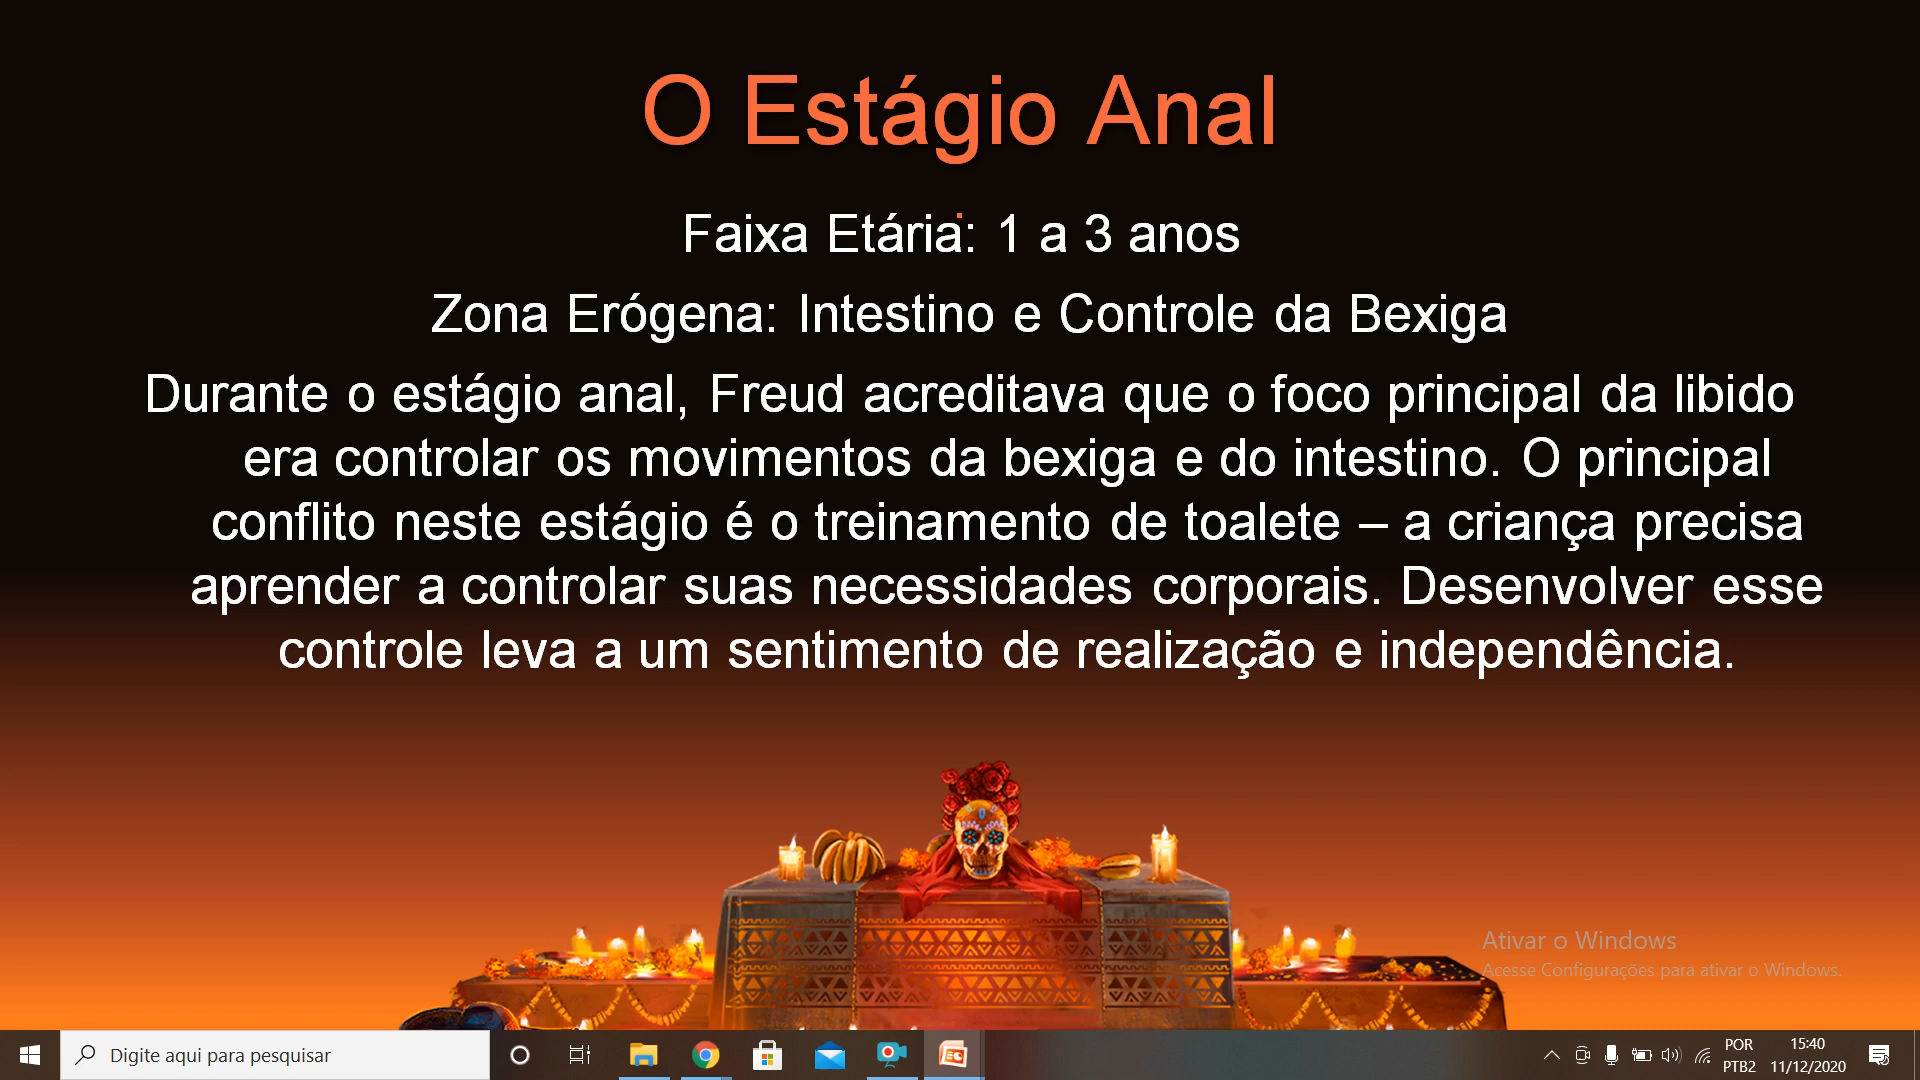 O Estágio Anal
Faixa Etária: 1 a 3 anos
Zona Erógena: Intestino e Controle da Bexiga
Durante o estágio anal, Freud acreditava que o foco principal da libido
era controlar os movimentos da bexiga e do intestino. O principal
conflito neste estágio é o treinamento de toalete – a criança precisa
aprender a controlar suas necessidades corporais. Desenvolver esse
controle leva a um sentimento de realização e independência.
Ativar o Windows
Acesse Configurações para ativar o Windows.
Digite aqui para pesquisar
POR
PTB2
15:40
11/12/2020